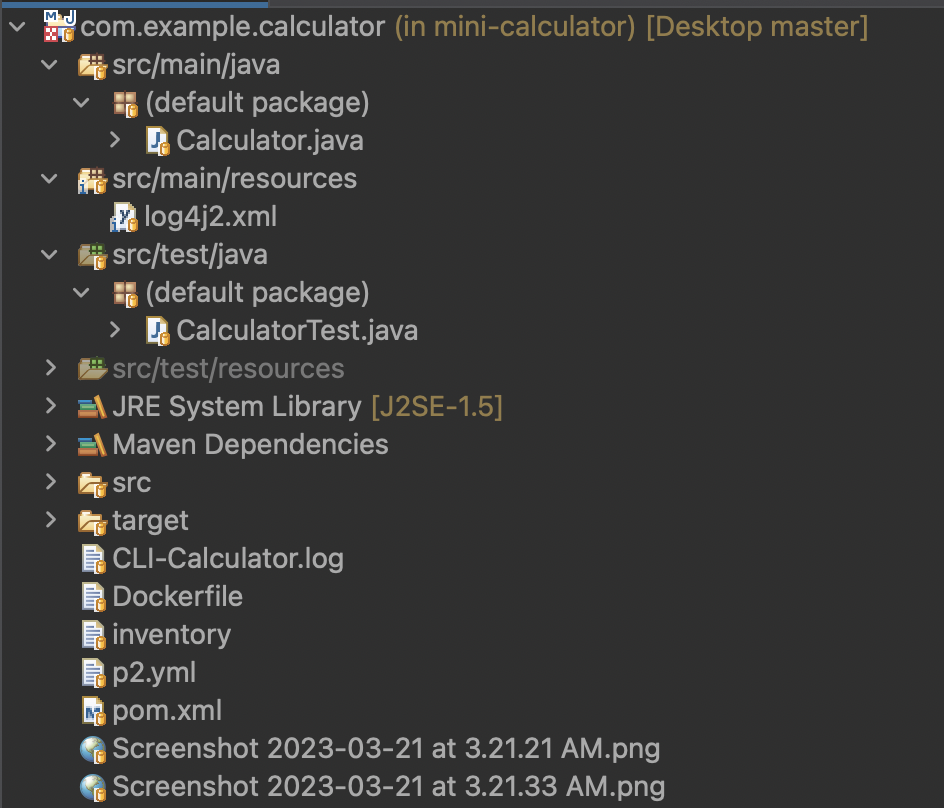 com.example.calculator (in mini-calculator) [Desktop master]
src/main/java
(default package)
Calculator.java
src/main/resources
log4j2.xml
src/test/java
(default package)
CalculatorTest.java
src/test/resources
JRE System Library [J2SE-1.5]
Maven Dependencies
src
target
CLI-Calculator.log
Dockerfile
inventory
p2.yml
pom.xml
Screenshot 2023-03-21 at 3.21.21 AM.png
Screenshot 2023-03-21 at 3.21.33 AM.png